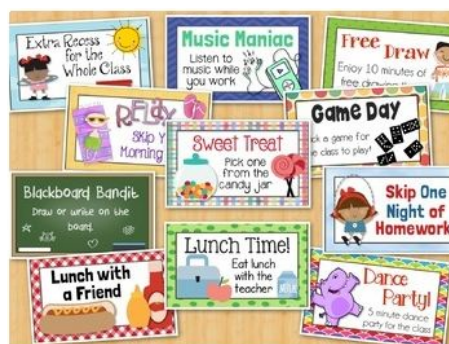 Extra Recess
for the
Whole Class
Music Maniac
Listen to
music while
you work
Free Draw
Enjoy 10 minutes of
free drawing
Relax
Skip Y
Morning
Game Day
a game for
the class to play!
Sweet Treat
Pick one
from the
candy jar
Blackboard Bandit
Draw or write on the
board.
Skip One
Night of
Homework
Lunch with
a Friend
Lunch Time!
Eat lunch
with the
teacher
Dance
Party!
5 minute dance
party for the class